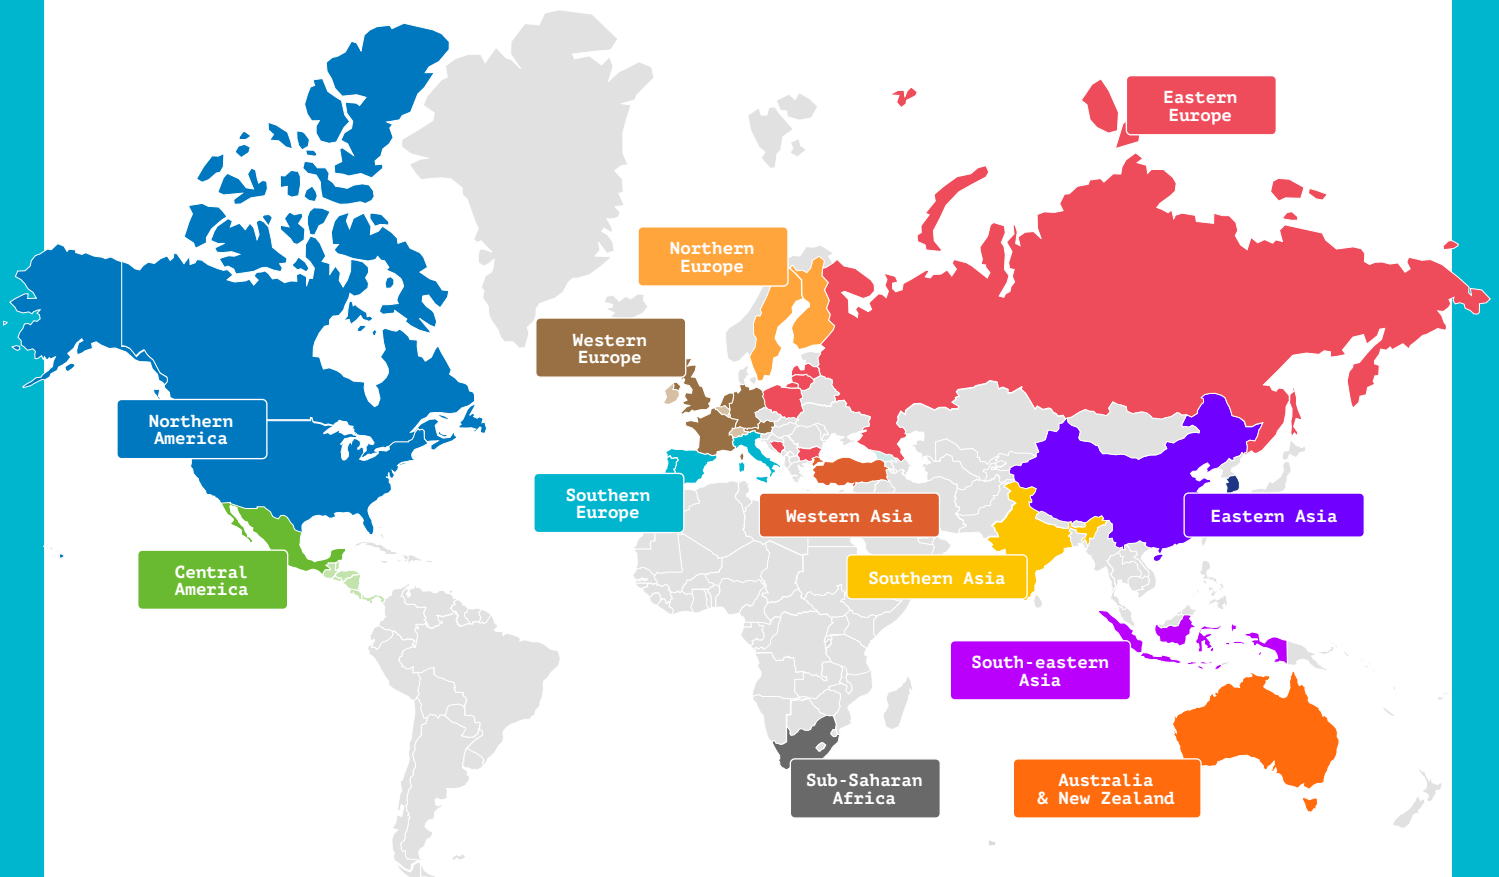 Eastern
Europe
Northern
Europe
Western
Europe
Northern
America
Southern
Europe
Western Asia
Eastern Asia
Central
America
Southern Asia
South-eastern
Asia
Sub-Saharan
Africa
Australia
& New Zealand